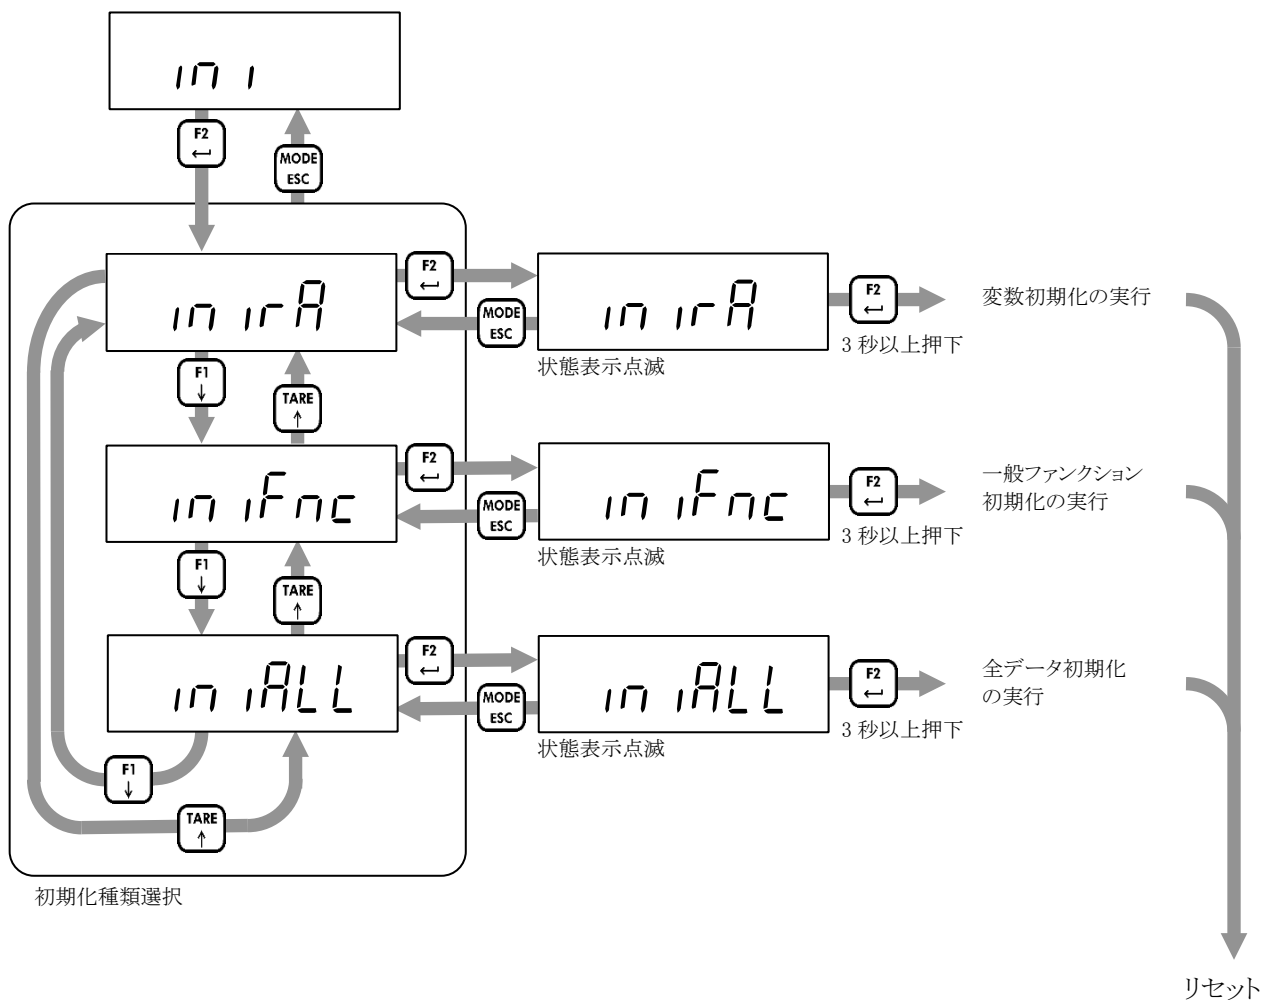 ini
F2
←
MODE
ESC
inirA
F2
←
MODE
ESC
inirA
状態表示点滅
F2
←
3 秒以上押下
変数初期化の実行
F1
↓
TARE
↑
iniFnc
F2
←
MODE
ESC
iniFnc
状態表示点滅
F2
←
3 秒以上押下
一般ファンクション
初期化の実行
F1
↓
TARE
↑
iniALL
F2
←
MODE
ESC
iniALL
状態表示点滅
F2
←
3 秒以上押下
全データ初期化
の実行
F1
↓
TARE
↑
初期化種類選択
リセット